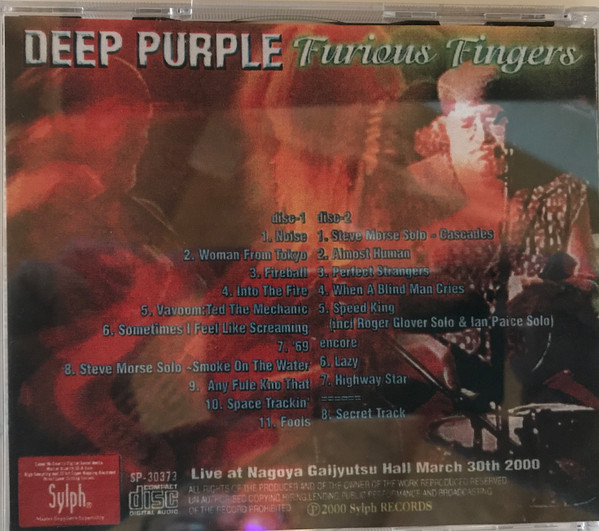 DEEP PURPLE Furious Fingers
disc-1
1. Noise
2. Woman From Tokyo
3. Fireball
4. Into The Fire
5. Vavoom:Ted The Mechanic
6. Sometimes I Feel Like Screaming
7. '69
8. Steve Morse Solo -Smoke On The Water
9. Any Fule Kno That
10. Space Trackin'
11. Fools
disc-2
1. Steve Morse Solo - Cascades
2. Almost Human
3. Perfect Strangers
4. When A Blind Man Cries
5. Speed King
(incl Roger Glover Solo & Ian Paice Solo)
encore
6. Lazy
7. Highway Star
======
8. Secret Track
Sylph®
SP-30373
COMPACT
disc
DIGITAL AUDIO
Live at Nagoya Gaijyutsu Hall March 30th 2000
ALL RIGHTS OF THE PRODUCER AND OF THE OWNER OF THE WORK REPRODUCED RESERVED
UN AUTHORISED COPYING, HIRING, LENTING, PUBLIC PERFORMANCE AND BROADCASTING
OF THE RECORD PROHIBITED. Ⓟ 2000 Sylph RECORDS